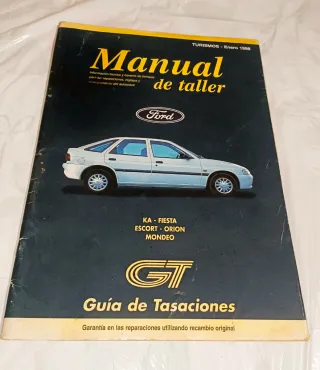 TURISMOS - Enero 1998
Manual
de taller
Ford
KA - FIESTA
ESCORT - ORION
MONDEO
GT
Guía de Tasaciones
Garantía en las reparaciones utilizando recambio original